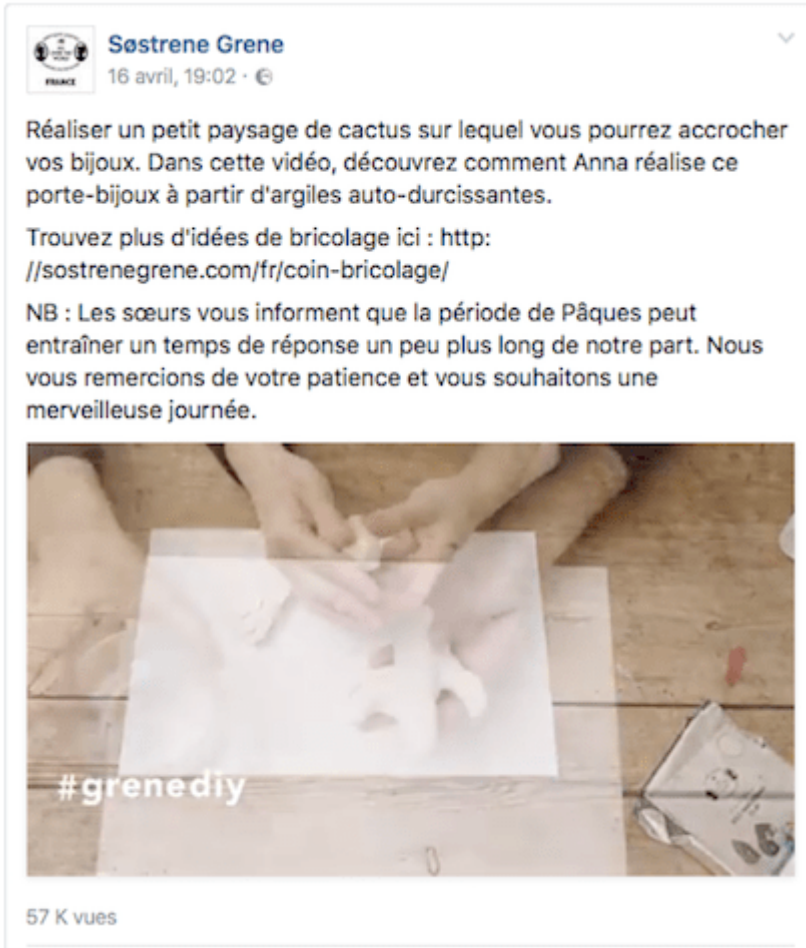 Søstrene Grene
FRANCE
16 avril, 19:02 ·
Réaliser un petit paysage de cactus sur lequel vous pourrez accrocher
vos bijoux. Dans cette vidéo, découvrez comment Anna réalise ce
porte-bijoux à partir d'argiles auto-durcissantes.
Trouvez plus d'idées de bricolage ici : http:
//sostrenegrene.com/fr/coin-bricolage/
NB : Les sœurs vous informent que la période de Pâques peut
entraîner un temps de réponse un peu plus long de notre part. Nous
vous remercions de votre patience et vous souhaitons une
merveilleuse journée.
#grenediy
57 K vues